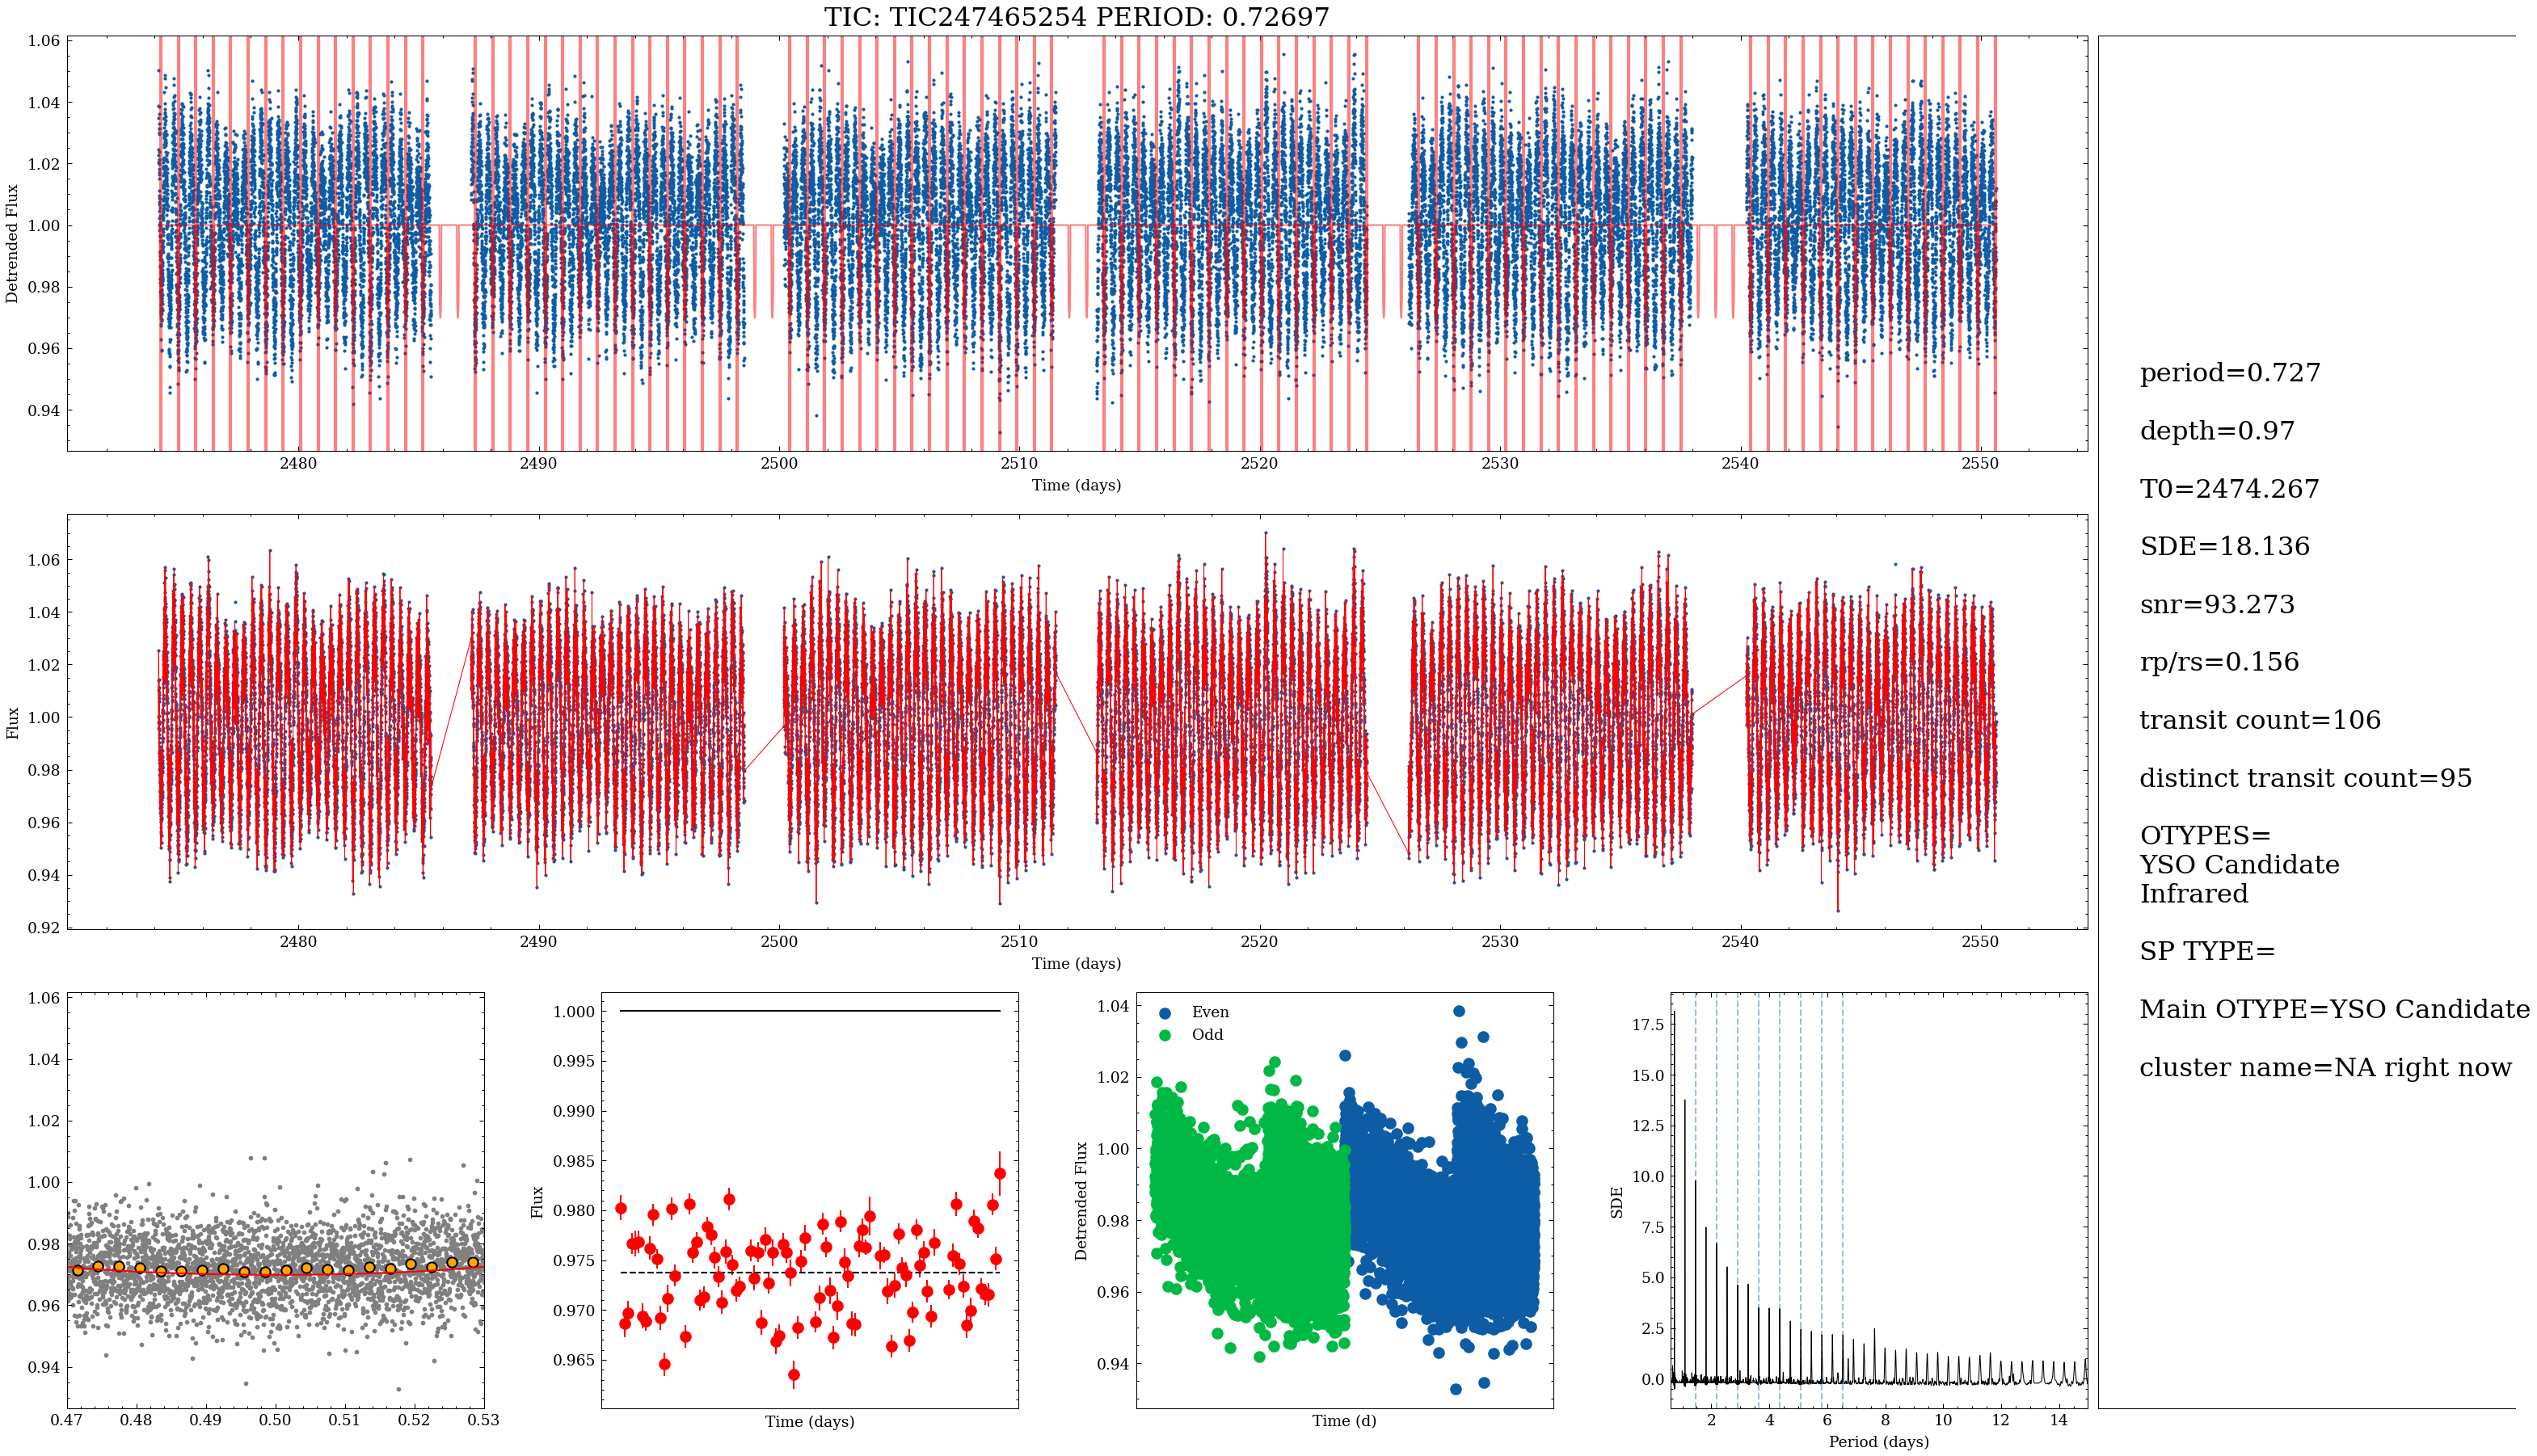 TIC: TIC247465254 PERIOD: 0.72697
1.06
1.04
1.02
1.00
0.98
0.96
0.94
Detrended Flux
2480 2490 2500 2510 2520 2530 2540 2550
Time (days)
1.06
1.04
1.02
1.00
0.98
0.96
0.94
0.92
Flux
2480 2490 2500 2510 2520 2530 2540 2550
Time (days)
1.06
1.04
1.02
1.00
0.98
0.96
0.94
0.47 0.48 0.49 0.50 0.51 0.52 0.53
1.000
0.995
0.990
0.985
0.980
0.975
0.970
0.965
Flux
Time (days)
1.04
1.02
1.00
0.98
0.96
0.94
Detrended Flux
Even
Odd
Time (d)
17.5
15.0
12.5
10.0
7.5
5.0
2.5
0.0
SDE
2 4 6 8 10 12 14
Period (days)
period=0.727
depth=0.97
T0=2474.267
SDE=18.136
snr=93.273
rp/rs=0.156
transit count=106
distinct transit count=95
OTYPES=
YSO Candidate
Infrared
SP TYPE=
Main OTYPE=YSO Candidate
cluster name=NA right now